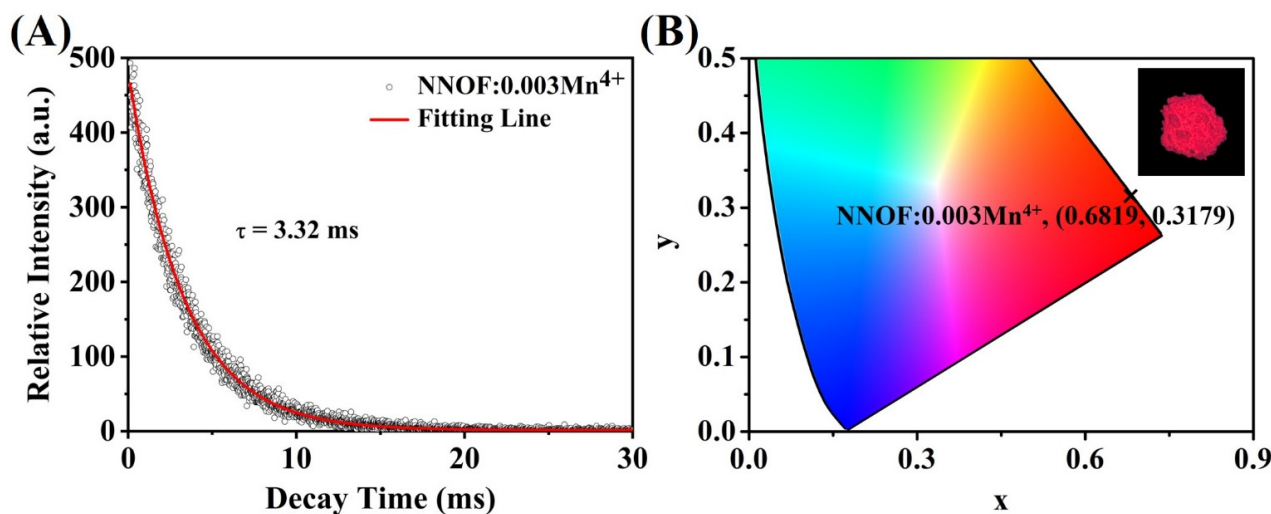 (A)
500
400
300
200
100
0
Relative Intensity (a.u.)
NNOF:0.003Mn⁴⁺
Fitting Line
τ = 3.32 ms
0 10 20 30
Decay Time (ms)
(B)
0.5
0.4
0.3
0.2
0.1
0.0
y
NNOF:0.003Mn⁴⁺, (0.6819, 0.3179)
0.0 0.3 0.6 0.9
x